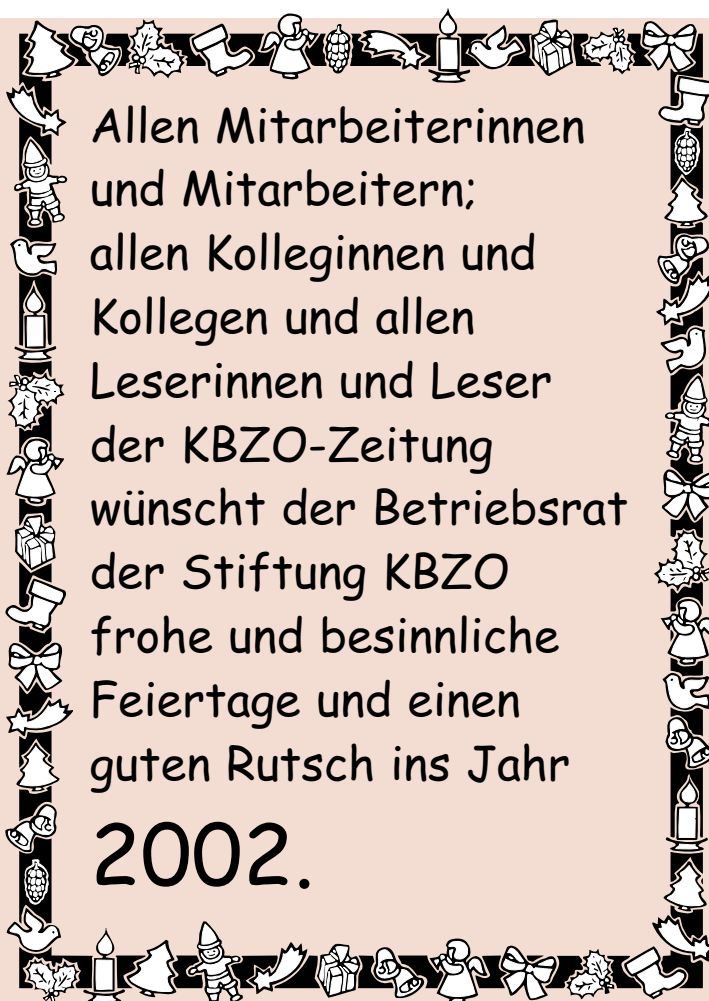 Allen Mitarbeiterinnen
und Mitarbeitern;
allen Kolleginnen und
Kollegen und allen
Leserinnen und Leser
der KBZO-Zeitung
wünscht der Betriebsrat
der Stiftung KBZO
frohe und besinnliche
Feiertage und einen
guten Rutsch ins Jahr
2002.